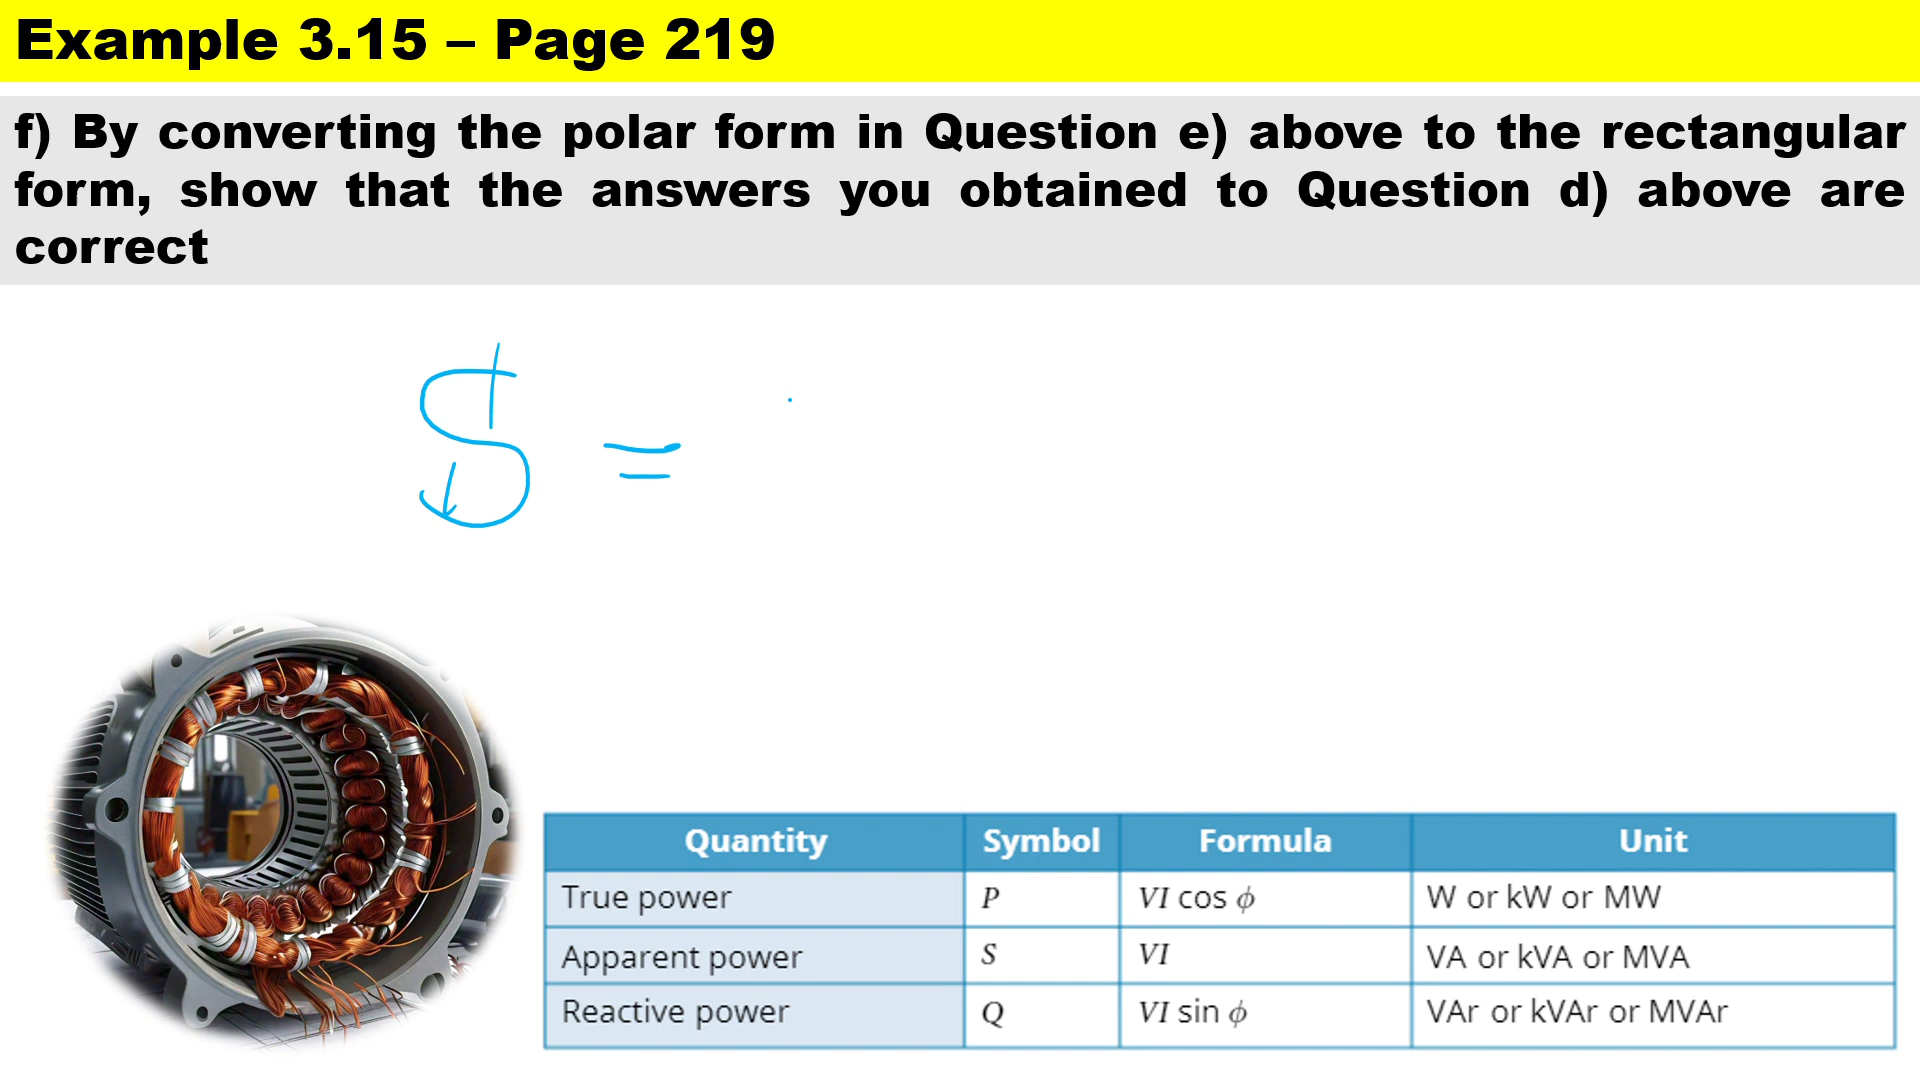 Example 3.15 – Page 219
f) By converting the polar form in Question e) above to the rectangular
form, show that the answers you obtained to Question d) above are
correct
S =
Quantity Symbol Formula Unit
True power P VI cos ϕ W or kW or MW
Apparent power S VI VA or kVA or MVA
Reactive power Q VI sin ϕ VAr or kVAr or MVAr